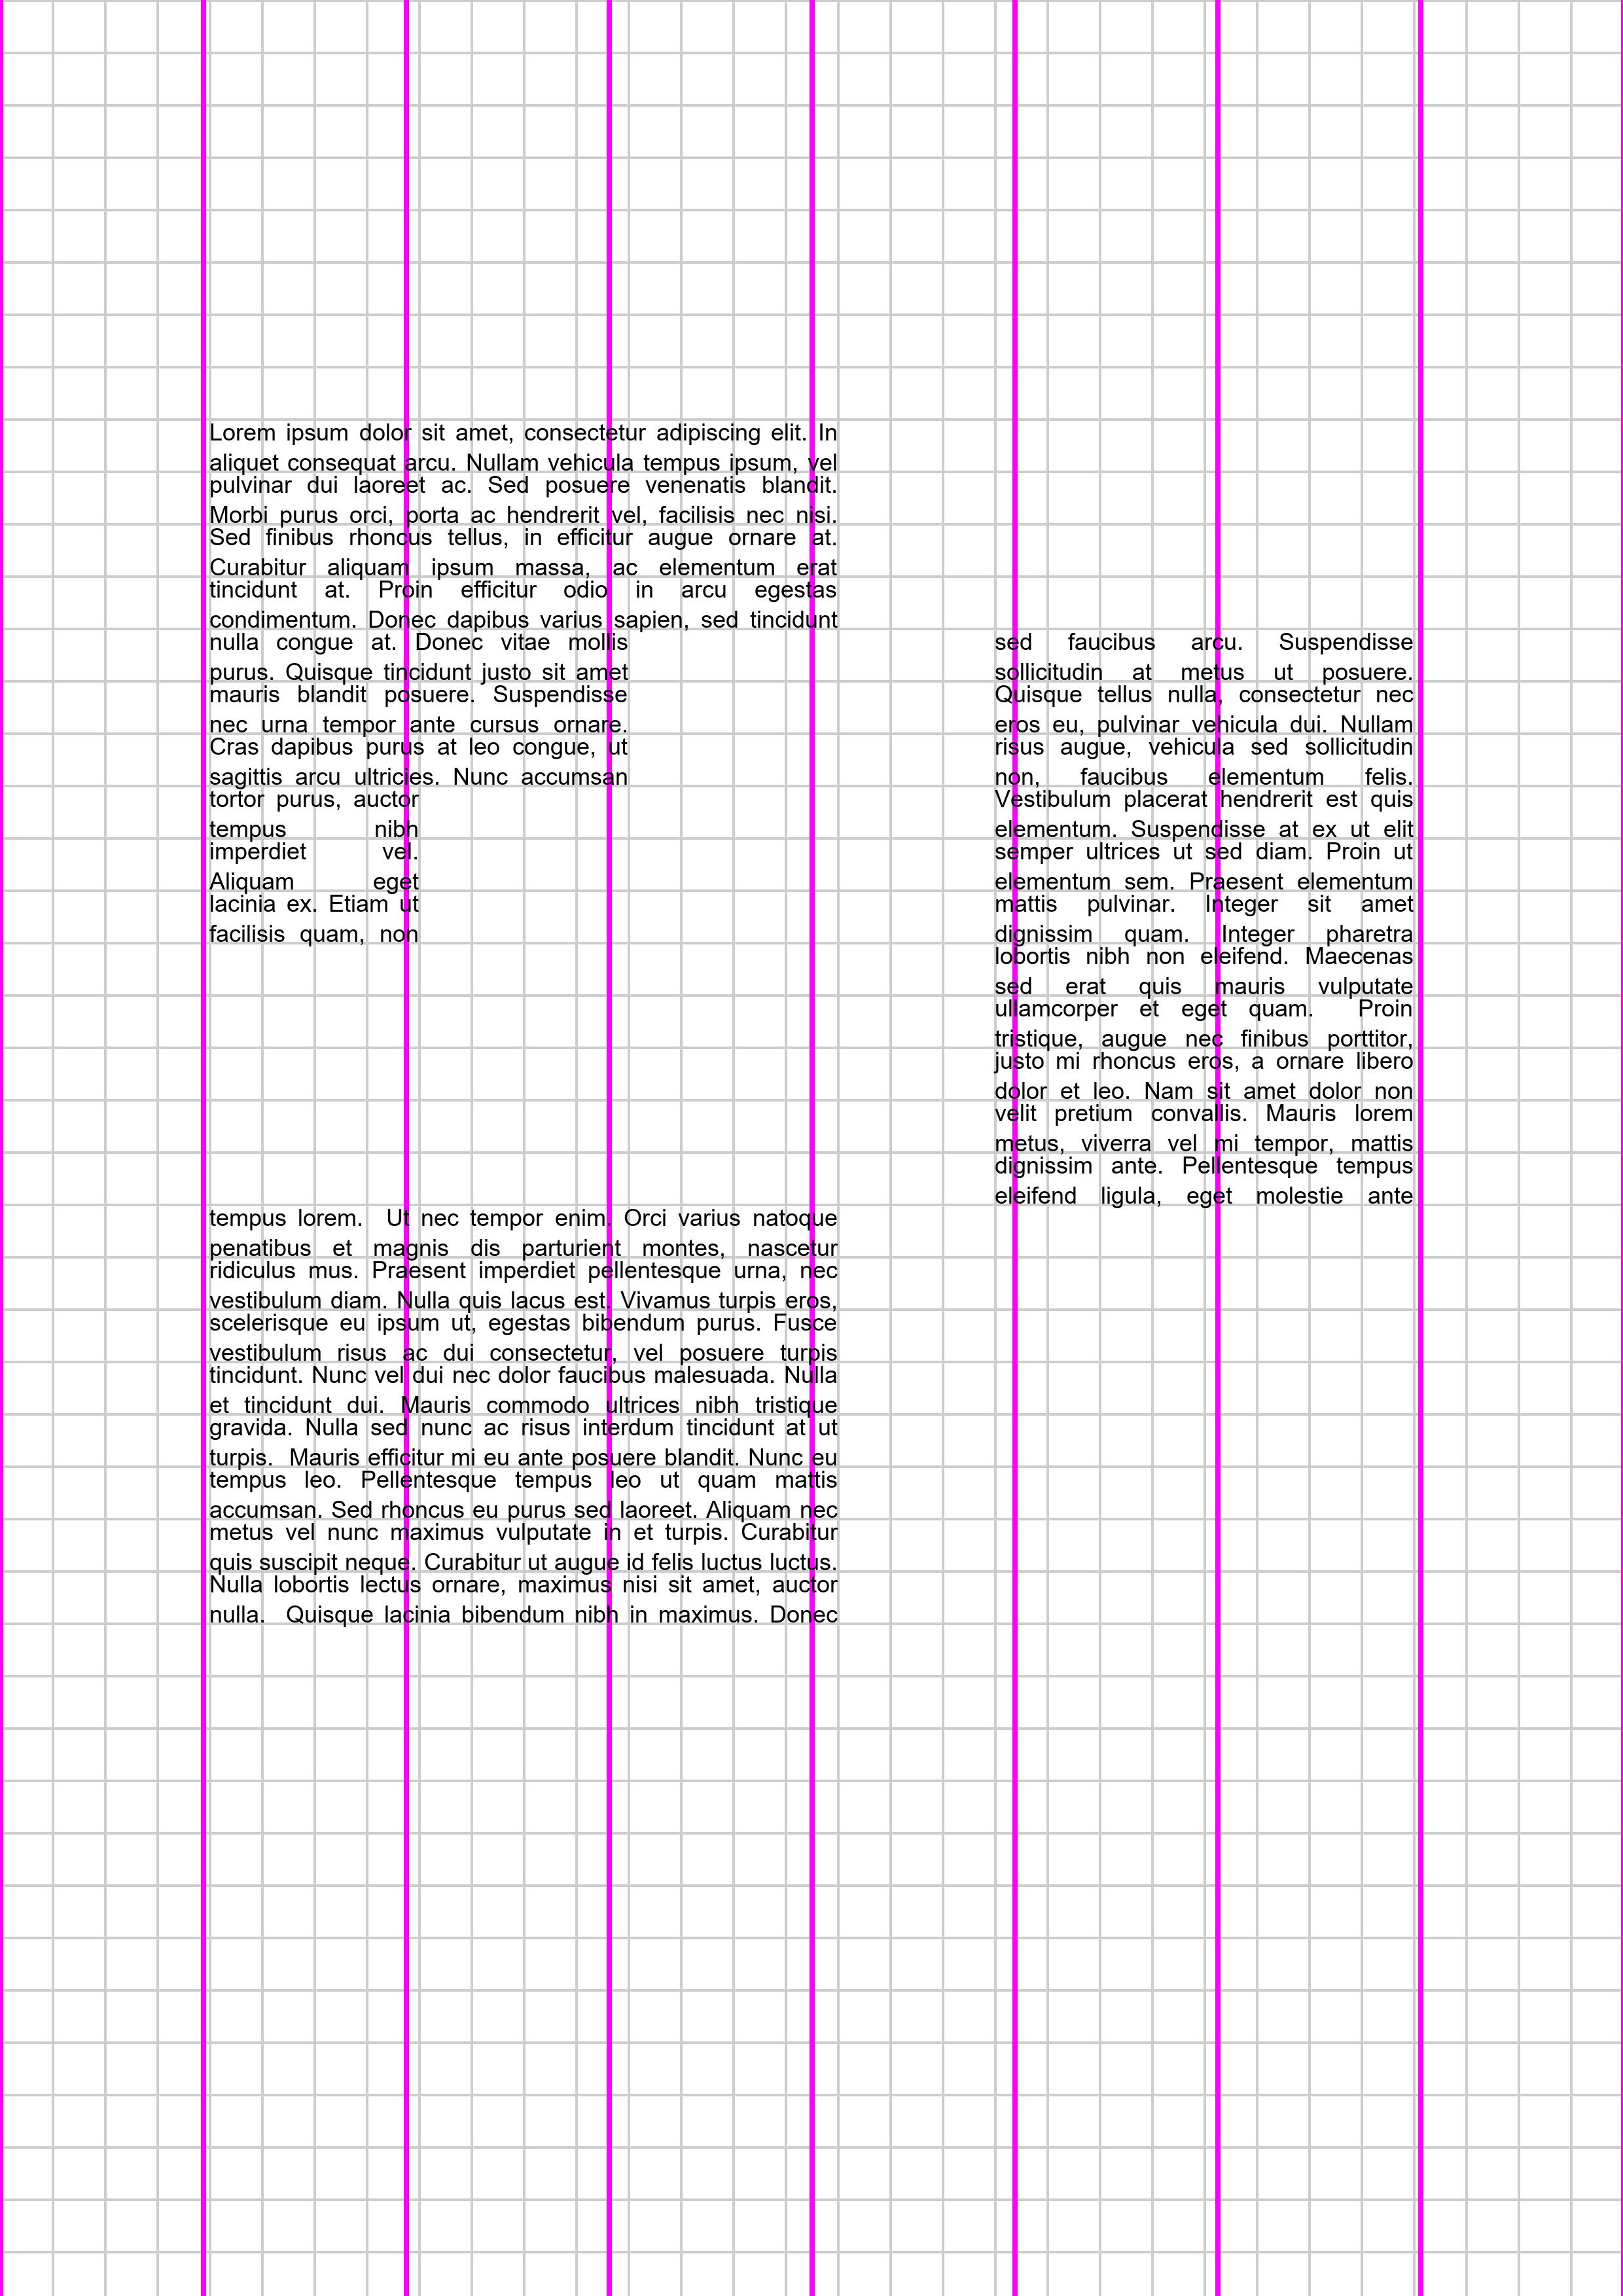 Lorem ipsum dolor sit amet, consectetur adipiscing elit. In
aliquet consequat arcu. Nullam vehicula tempus ipsum, vel
pulvinar dui laoreet ac. Sed posuere venenatis blandit.
Morbi purus orci, porta ac hendrerit vel, facilisis nec nisi.
Sed finibus rhoncus tellus, in efficitur augue ornare at.
Curabitur aliquam ipsum massa, ac elementum erat
tincidunt at. Proin efficitur odio in arcu egestas
condimentum. Donec dapibus varius sapien, sed tincidunt
nulla congue at. Donec vitae mollis
purus. Quisque tincidunt justo sit amet
mauris blandit posuere. Suspendisse
nec urna tempor ante cursus ornare.
Cras dapibus purus at leo congue, ut
sagittis arcu ultricies. Nunc accumsan
tortor purus, auctor
tempus nibh
imperdiet vel.
Aliquam eget
lacinia ex. Etiam ut
facilisis quam, non
sed faucibus arcu. Suspendisse
sollicitudin at metus ut posuere.
Quisque tellus nulla, consectetur nec
eros eu, pulvinar vehicula dui. Nullam
risus augue, vehicula sed sollicitudin
non, faucibus elementum felis.
Vestibulum placerat hendrerit est quis
elementum. Suspendisse at ex ut elit
semper ultrices ut sed diam. Proin ut
elementum sem. Praesent elementum
mattis pulvinar. Integer sit amet
dignissim quam. Integer pharetra
lobortis nibh non eleifend. Maecenas
sed erat quis mauris vulputate
ullamcorper et eget quam. Proin
tristique, augue nec finibus porttitor,
justo mi rhoncus eros, a ornare libero
dolor et leo. Nam sit amet dolor non
velit pretium convallis. Mauris lorem
metus, viverra vel mi tempor, mattis
dignissim ante. Pellentesque tempus
eleifend ligula, eget molestie ante
tempus lorem. Ut nec tempor enim. Orci varius natoque
penatibus et magnis dis parturient montes, nascetur
ridiculus mus. Praesent imperdiet pellentesque urna, nec
vestibulum diam. Nulla quis lacus est. Vivamus turpis eros,
scelerisque eu ipsum ut, egestas bibendum purus. Fusce
vestibulum risus ac dui consectetur, vel posuere turpis
tincidunt. Nunc vel dui nec dolor faucibus malesuada. Nulla
et tincidunt dui. Mauris commodo ultrices nibh tristique
gravida. Nulla sed nunc ac risus interdum tincidunt at ut
turpis. Mauris efficitur mi eu ante posuere blandit. Nunc eu
tempus leo. Pellentesque tempus leo ut quam mattis
accumsan. Sed rhoncus eu purus sed laoreet. Aliquam nec
metus vel nunc maximus vulputate in et turpis. Curabitur
quis suscipit neque. Curabitur ut augue id felis luctus luctus.
Nulla lobortis lectus ornare, maximus nisi sit amet, auctor
nulla. Quisque lacinia bibendum nibh in maximus. Donec